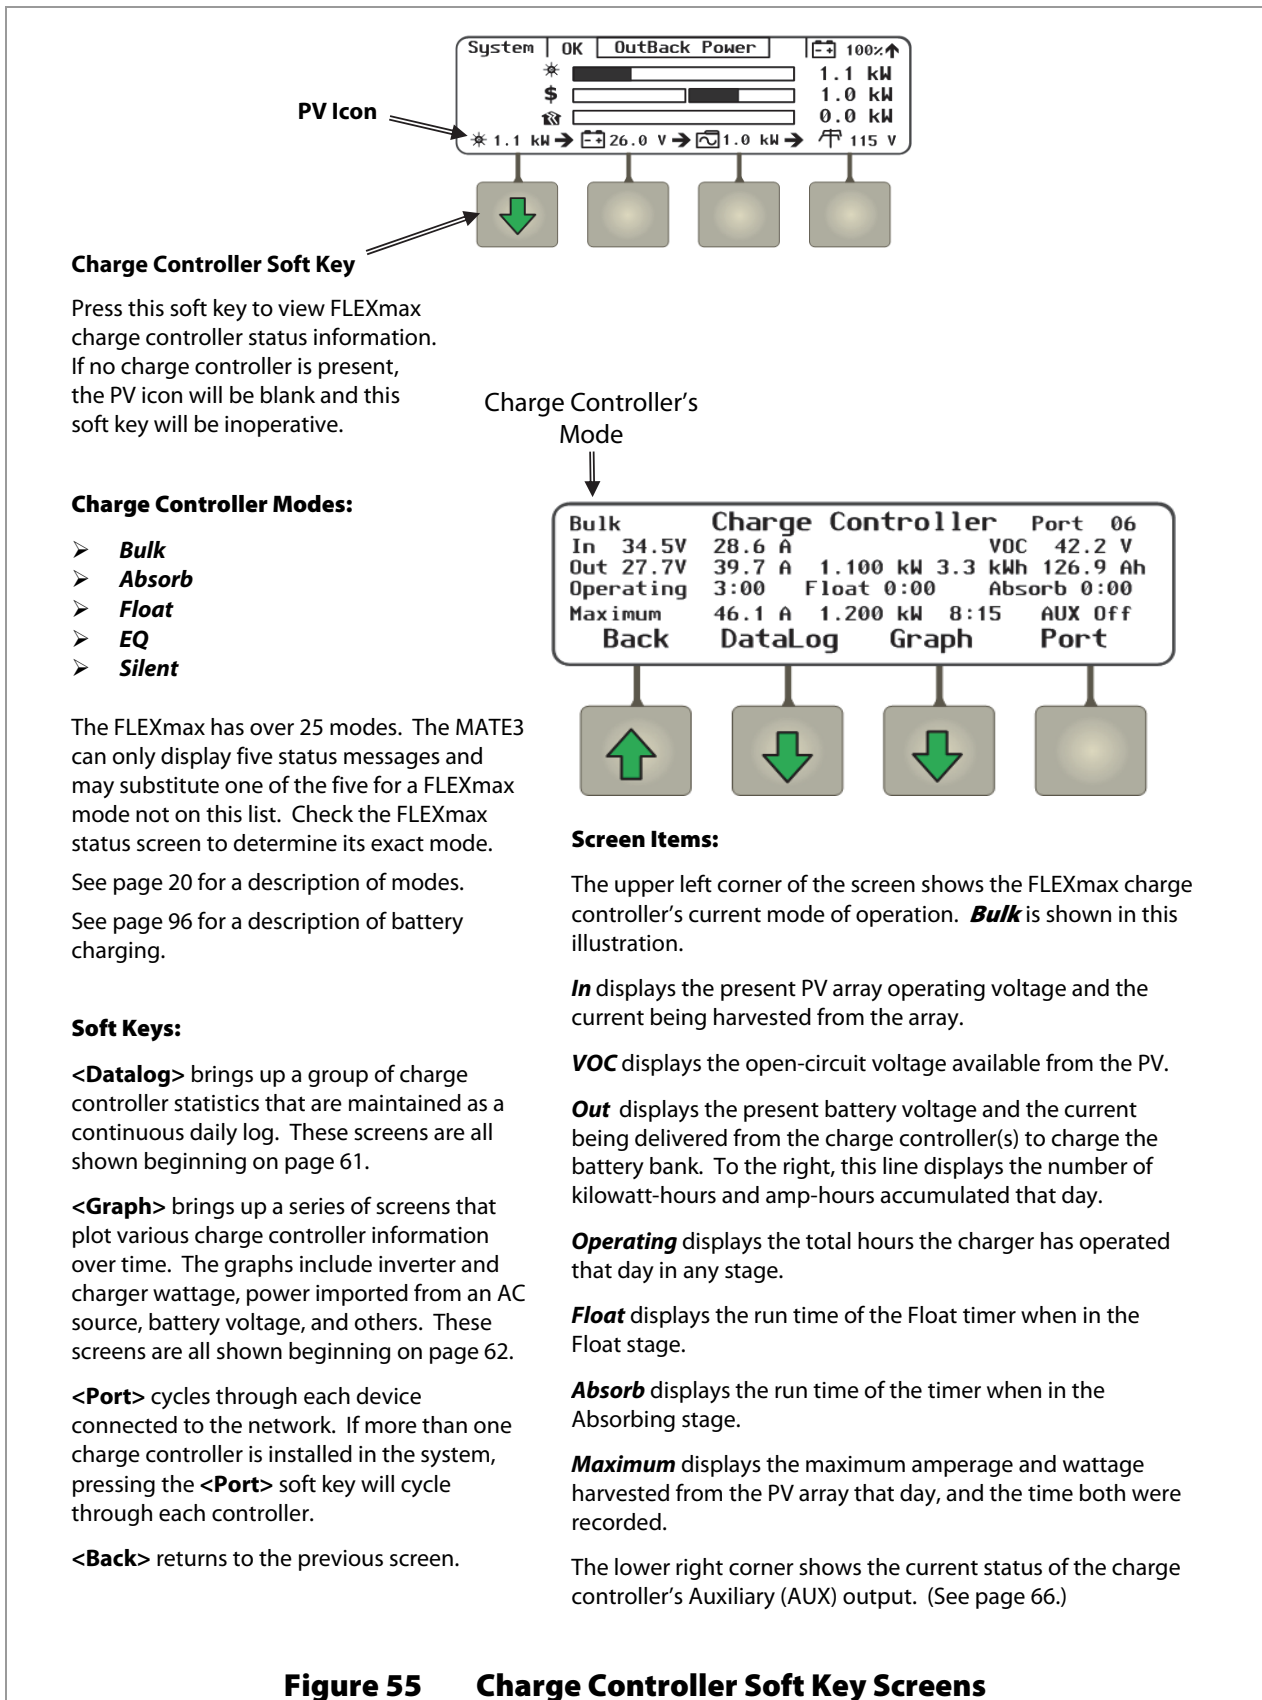 System OK OutBack Power 100%
1.1 kW
$ 1.0 kW
0.0 kW
1.1 kW 26.0 V 1.0 kW 115 V
PV Icon
Charge Controller Soft Key
Press this soft key to view FLEXmax
charge controller status information.
If no charge controller is present,
the PV icon will be blank and this
soft key will be inoperative.
Charge Controller's
Mode
Charge Controller Modes:
➢ Bulk
➢ Absorb
➢ Float
➢ EQ
➢ Silent
Bulk Charge Controller Port 06
In 34.5V 28.6 A VOC 42.2 V
Out 27.7V 39.7 A 1.100 kW 3.3 kWh 126.9 Ah
Operating 3:00 Float 0:00 Absorb 0:00
Maximum 46.1 A 1.200 kW 8:15 AUX Off
Back DataLog Graph Port
The FLEXmax has over 25 modes. The MATE3
can only display five status messages and
may substitute one of the five for a FLEXmax
mode not on this list. Check the FLEXmax
status screen to determine its exact mode.
See page 20 for a description of modes.
See page 96 for a description of battery
charging.
Soft Keys:
<Datalog> brings up a group of charge
controller statistics that are maintained as a
continuous daily log. These screens are all
shown beginning on page 61.
<Graph> brings up a series of screens that
plot various charge controller information
over time. The graphs include inverter and
charger wattage, power imported from an AC
source, battery voltage, and others. These
screens are all shown beginning on page 62.
<Port> cycles through each device
connected to the network. If more than one
charge controller is installed in the system,
pressing the <Port> soft key will cycle
through each controller.
<Back> returns to the previous screen.
Screen Items:
The upper left corner of the screen shows the FLEXmax charge
controller's current mode of operation. Bulk is shown in this
illustration.
In displays the present PV array operating voltage and the
current being harvested from the array.
VOC displays the open-circuit voltage available from the PV.
Out displays the present battery voltage and the current
being delivered from the charge controller(s) to charge the
battery bank. To the right, this line displays the number of
kilowatt-hours and amp-hours accumulated that day.
Operating displays the total hours the charger has operated
that day in any stage.
Float displays the run time of the Float timer when in the
Float stage.
Absorb displays the run time of the timer when in the
Absorbing stage.
Maximum displays the maximum amperage and wattage
harvested from the PV array that day, and the time both were
recorded.
The lower right corner shows the current status of the charge
controller's Auxiliary (AUX) output. (See page 66.)
Figure 55 Charge Controller Soft Key Screens